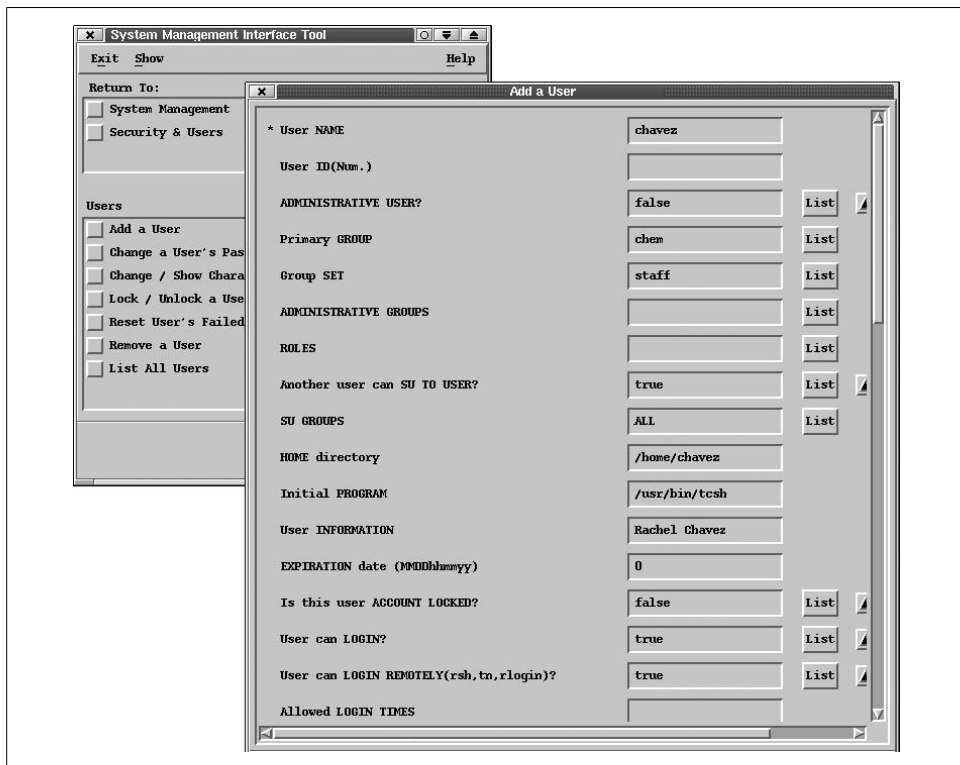 System Management Interface Tool
Exit Show Help
Return To:
System Management
Security & Users
Users
Add a User
Change a User's Pas
Change / Show Chara
Lock / Unlock a Use
Reset User's Failed
Remove a User
List All Users
Add a User
* User NAME chavez
User ID(Num.)
ADMINISTRATIVE USER? false List
Primary GROUP chem List
Group SET staff List
ADMINISTRATIVE GROUPS List
ROLES List
Another user can SU TO USER? true List
SU GROUPS ALL List
HOME directory /home/chavez
Initial PROGRAM /usr/bin/tcsh
User INFORMATION Rachel Chavez
EXPIRATION date (MMDDhhmmyy) 0
Is this user ACCOUNT LOCKED? false List
User can LOGIN? true List
User can LOGIN REMOTELY(rsh,tn,rlogin)? true List
Allowed LOGIN TIMES